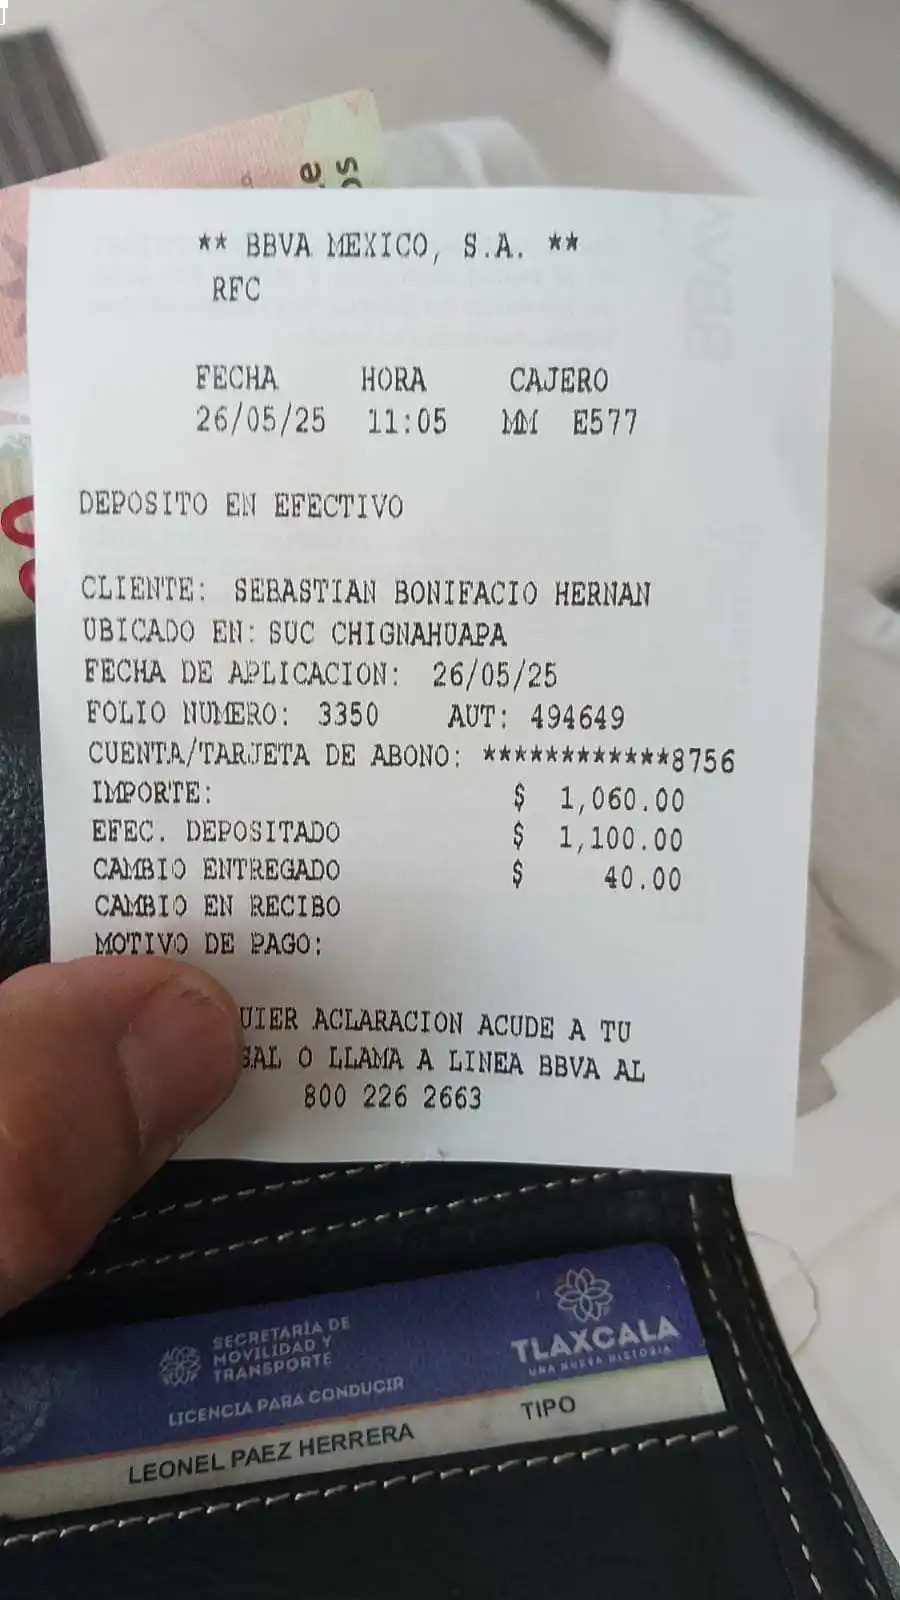 e
os
** BBVA MEXICO, S.A. **
RFC
FECHA HORA CAJERO
26/05/25 11:05 MM E577
DEPOSITO EN EFECTIVO
CLIENTE: SEBASTIAN BONIFACIO HERNAN
UBICADO EN: SUC CHIGNAHUAPA
FECHA DE APLICACION: 26/05/25
FOLIO NUMERO: 3350 AUT: 494649
CUENTA/TARJETA DE ABONO: ************8756
IMPORTE: $ 1,060.00
EFEC. DEPOSITADO $ 1,100.00
CAMBIO ENTREGADO $ 40.00
CAMBIO EN RECIBO
MOTIVO DE PAGO:
UIER ACLARACION ACUDE A TU
SAL O LLAMA A LINEA BBVA AL
800 226 2663
SECRETARÍA DE
MOVILIDAD Y
TRANSPORTE
TLAXCALA
UNA NUEVA HISTORIA
LICENCIA PARA CONDUCIR
LEONEL PAEZ HERRERA TIPO